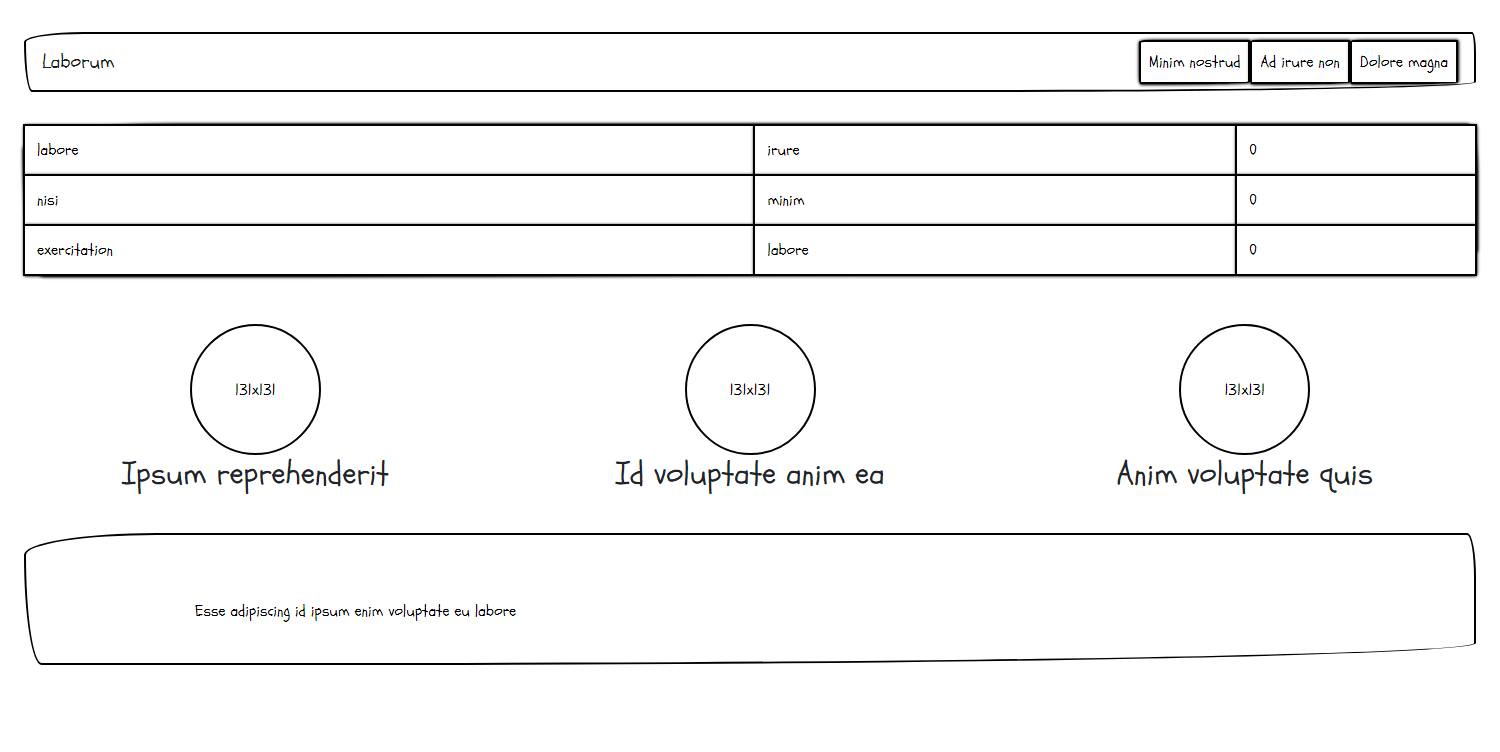 Laborum
Minim nostrud
Ad irure non
Dolore magna
labore irure 0
nisi minim 0
exercitation labore 0
131x131 131x131 131x131
Ipsum reprehenderit
Id voluptate anim ea
Anim voluptate quis
Esse adipiscing id ipsum enim voluptate eu labore